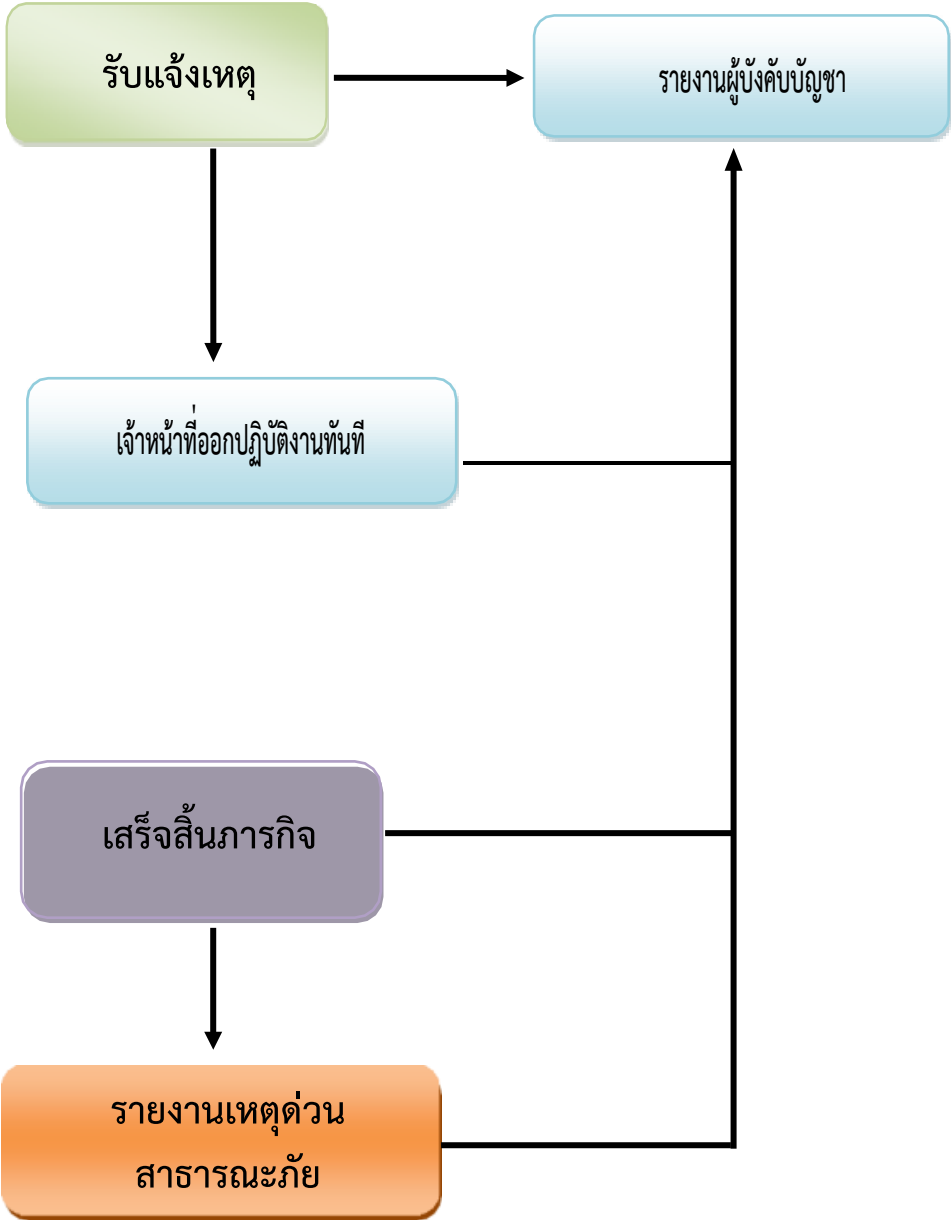 รับแจ้งเหตุ
รายงานผู้บังคับบัญชา
เจ้าหน้าที่ออกปฏิบัติงานทันที
เสร็จสิ้นภารกิจ
รายงานเหตุด่วน
สาธารณะภัย